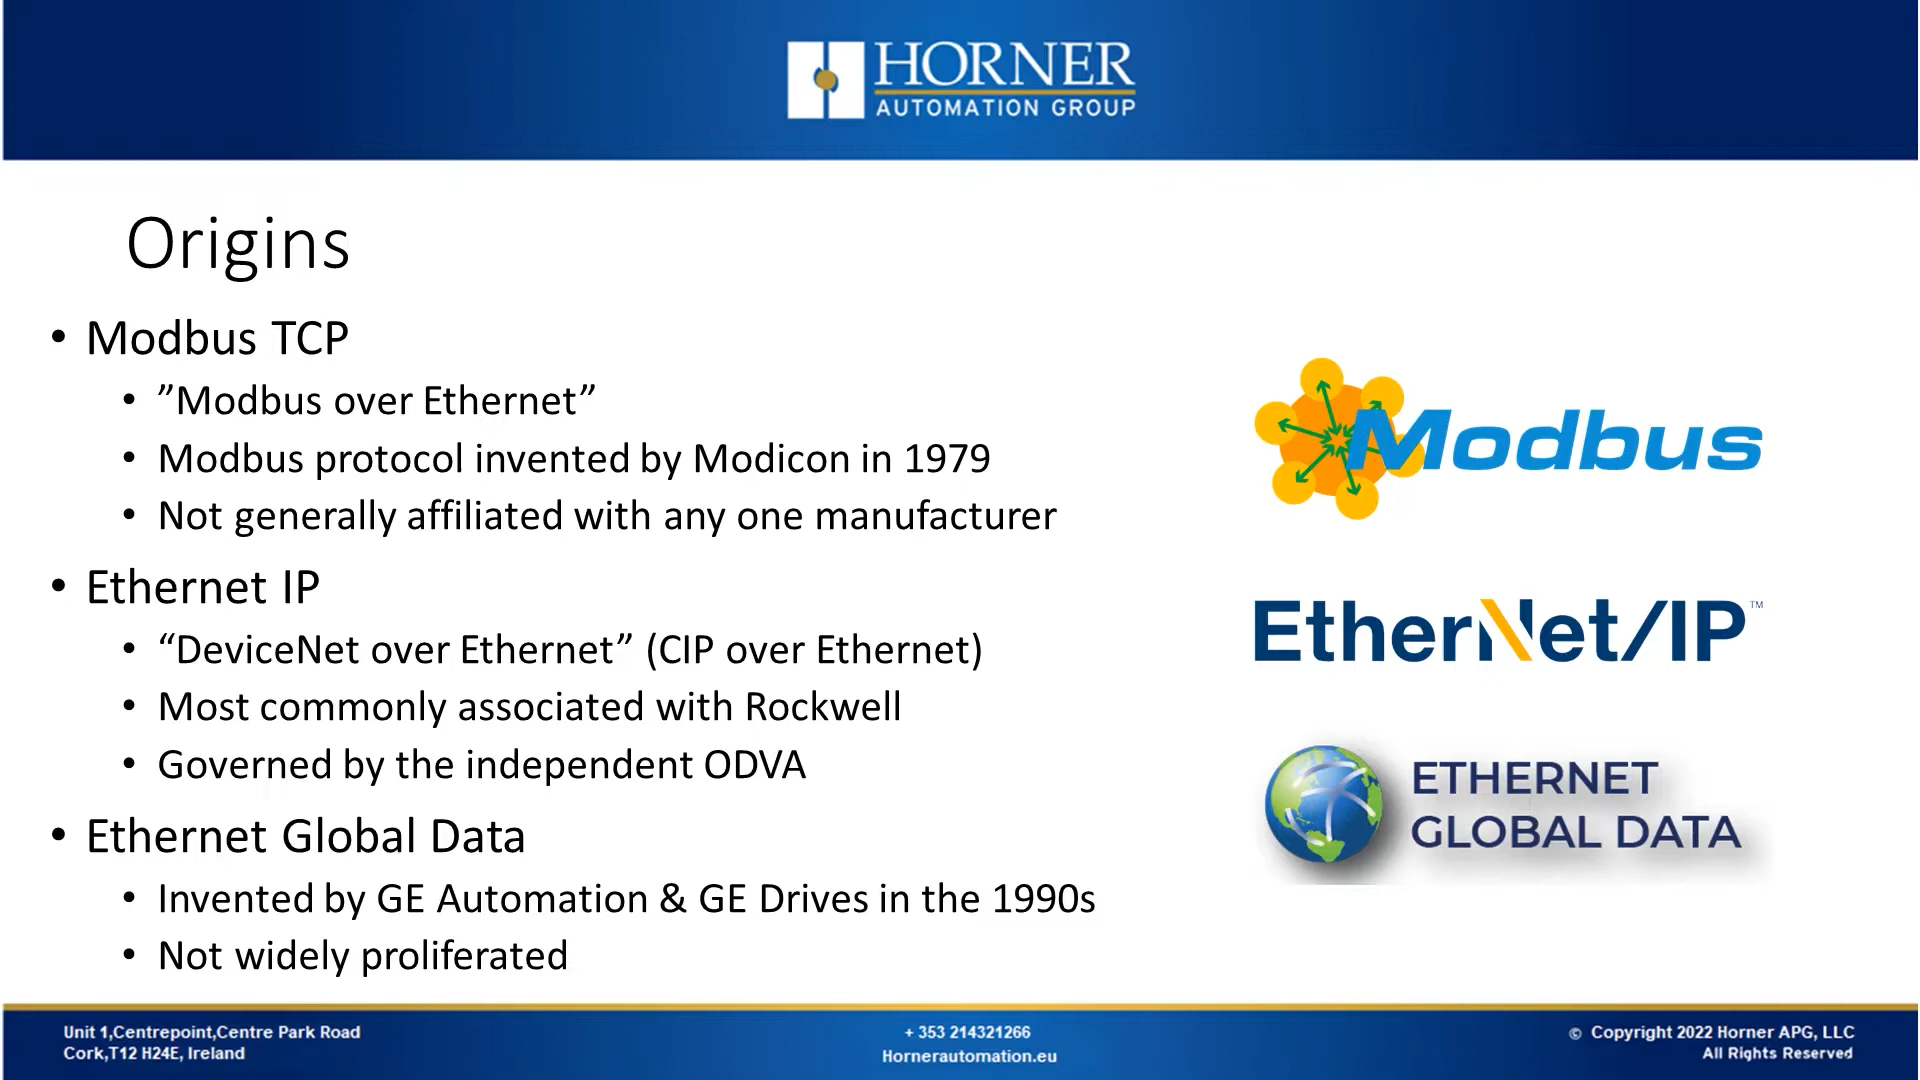 HORNER
AUTOMATION GROUP
Origins
• Modbus TCP
• ”Modbus over Ethernet”
• Modbus protocol invented by Modicon in 1979
• Not generally affiliated with any one manufacturer
• Ethernet IP
• “DeviceNet over Ethernet” (CIP over Ethernet)
• Most commonly associated with Rockwell
• Governed by the independent ODVA
• Ethernet Global Data
• Invented by GE Automation & GE Drives in the 1990s
• Not widely proliferated
Modbus
EtherNet/IP™
ETHERNET
GLOBAL DATA
Unit 1,Centrepoint,Centre Park Road
Cork,T12 H24E, Ireland
+ 353 214321266
Hornerautomation.eu
© Copyright 2022 Horner APG, LLC
All Rights Reserved